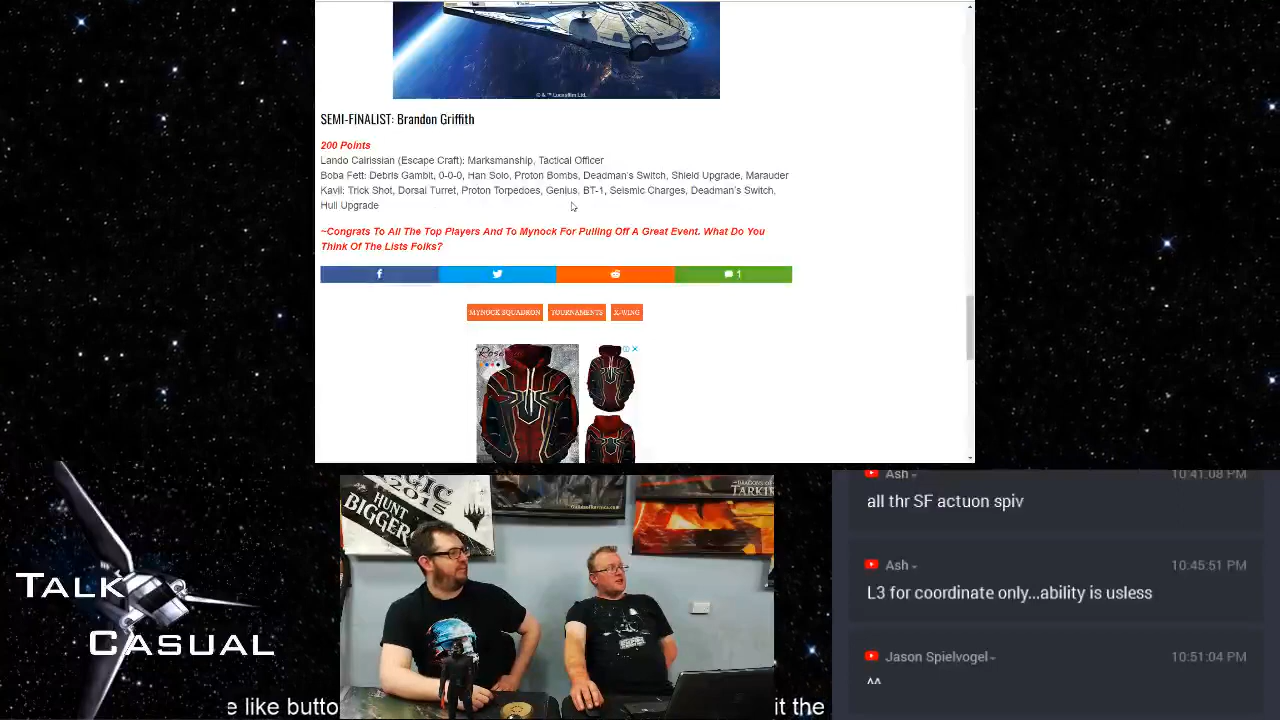 © & ™ Lucasfilm Ltd.
SEMI-FINALIST: Brandon Griffith
200 Points
Lando Calrissian (Escape Craft): Marksmanship, Tactical Officer
Boba Fett: Debris Gambit, 0-0-0, Han Solo, Proton Bombs, Deadman's Switch, Shield Upgrade, Marauder
Kavil: Trick Shot, Dorsal Turret, Proton Torpedoes, Genius, BT-1, Seismic Charges, Deadman's Switch,
Hull Upgrade
~Congrats To All The Top Players And To Mynock For Pulling Off A Great Event. What Do You
Think Of The Lists Folks?
1
MYNOCK SQUADRON TOURNAMENTS X-WING
TALK
CASUAL
2015
HUNT
BIGGER
TARKIR
Ash 10:41:08 PM
all thr SF actuon spiv
Ash 10:45:51 PM
L3 for coordinate only...ability is usless
Jason Spielvogel 10:51:04 PM
^^
e like butto
it the